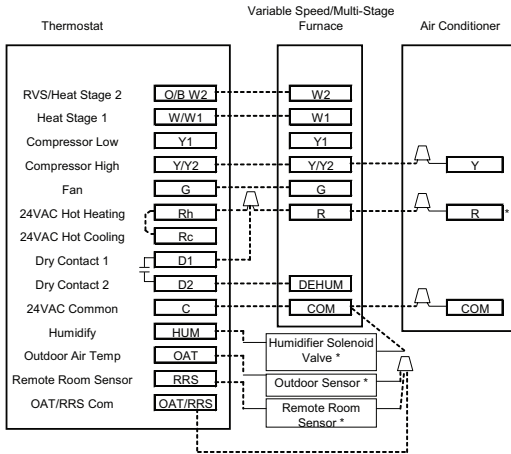 Variable Speed/Multi-Stage
Thermostat Furnace Air Conditioner
RVS/Heat Stage 2 O/B W2 W2
Heat Stage 1 W/W1 W1
Compressor Low Y1 Y1
Compressor High Y/Y2 Y/Y2 Y
Fan G G
24VAC Hot Heating Rh R R *
24VAC Hot Cooling Rc
Dry Contact 1 D1
Dry Contact 2 D2 DEHUM
24VAC Common C COM COM
Humidify HUM Humidifier Solenoid
Valve *
Outdoor Air Temp OAT
Outdoor Sensor *
Remote Room Sensor RRS
Remote Room
Sensor *
OAT/RRS Com OAT/RRS